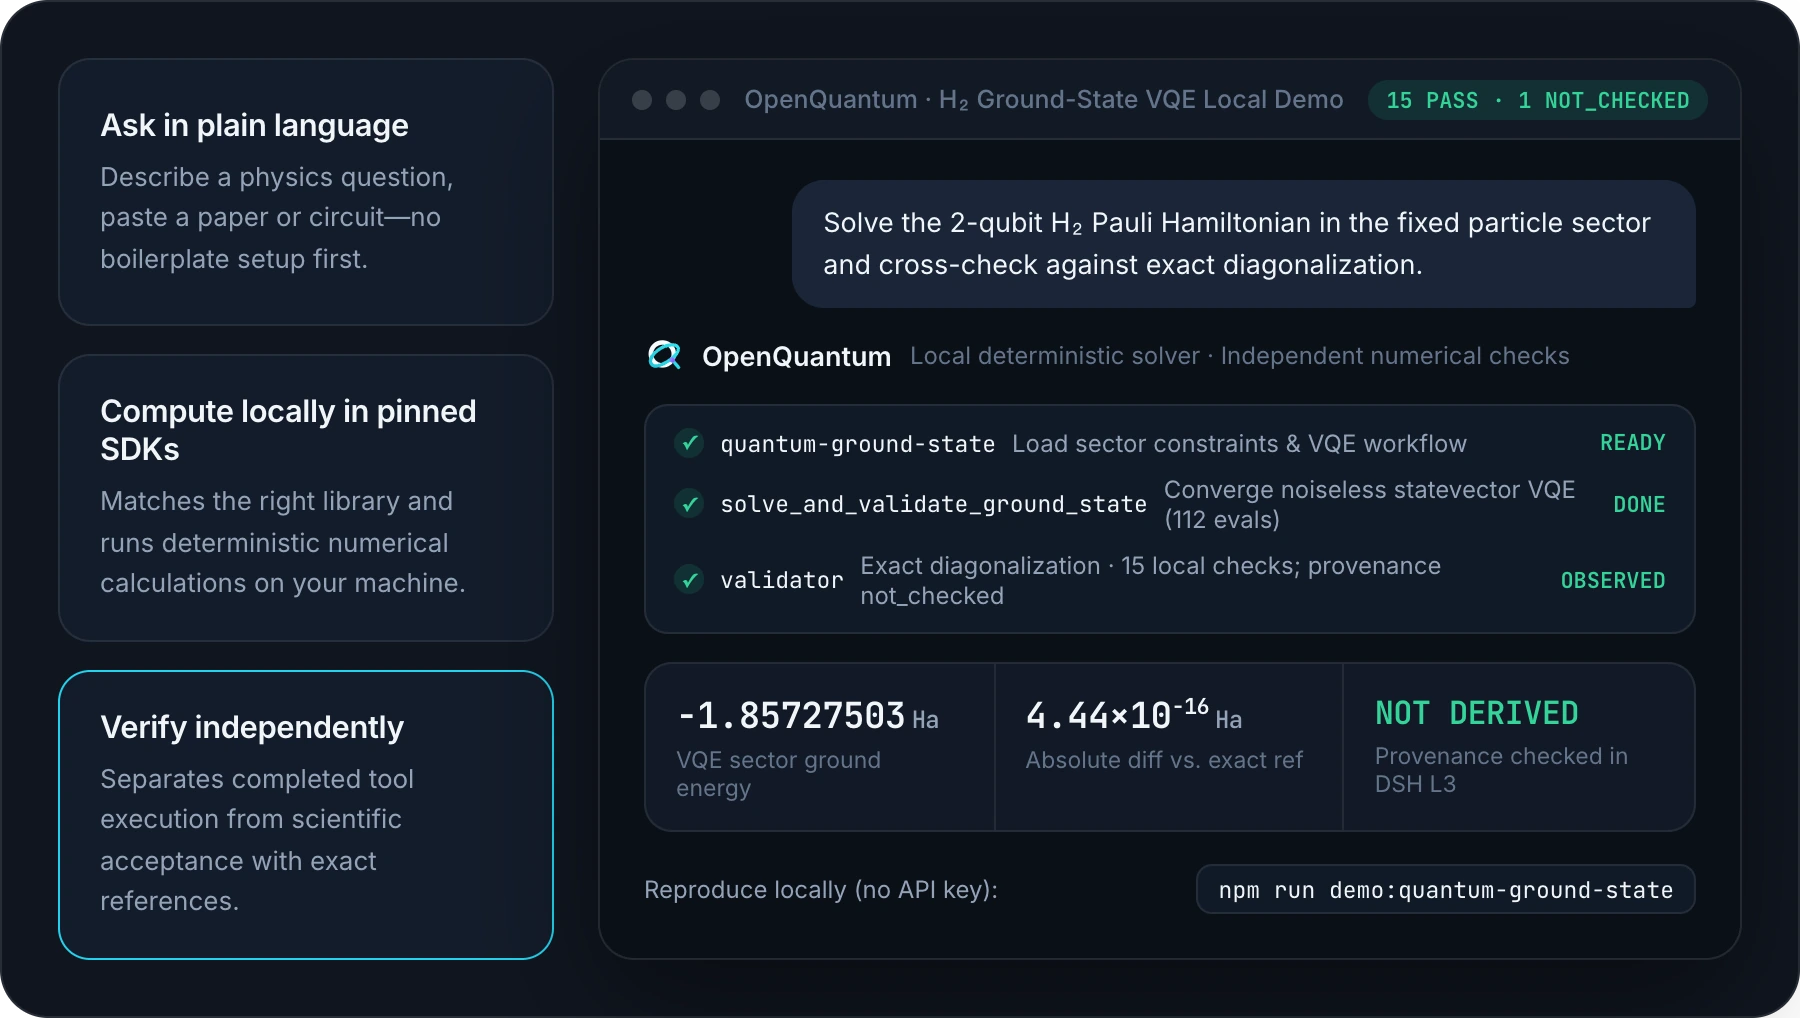 Ask in plain language
Describe a physics question,
paste a paper or circuit—no
boilerplate setup first.
Compute locally in pinned
SDKs
Matches the right library and
runs deterministic numerical
calculations on your machine.
Verify independently
Separates completed tool
execution from scientific
acceptance with exact
references.
OpenQuantum · H₂ Ground-State VQE Local Demo
15 PASS · 1 NOT_CHECKED
Solve the 2-qubit H₂ Pauli Hamiltonian in the fixed particle sector
and cross-check against exact diagonalization.
OpenQuantum Local deterministic solver · Independent numerical checks
✓ quantum-ground-state Load sector constraints & VQE workflow READY
✓ solve_and_validate_ground_state Converge noiseless statevector VQE
(112 evals) DONE
✓ validator Exact diagonalization · 15 local checks; provenance
not_checked OBSERVED
-1.85727503 Ha
VQE sector ground
energy
4.44×10⁻¹⁶ Ha
Absolute diff vs. exact ref
NOT DERIVED
Provenance checked in
DSH L3
Reproduce locally (no API key):
npm run demo:quantum-ground-state